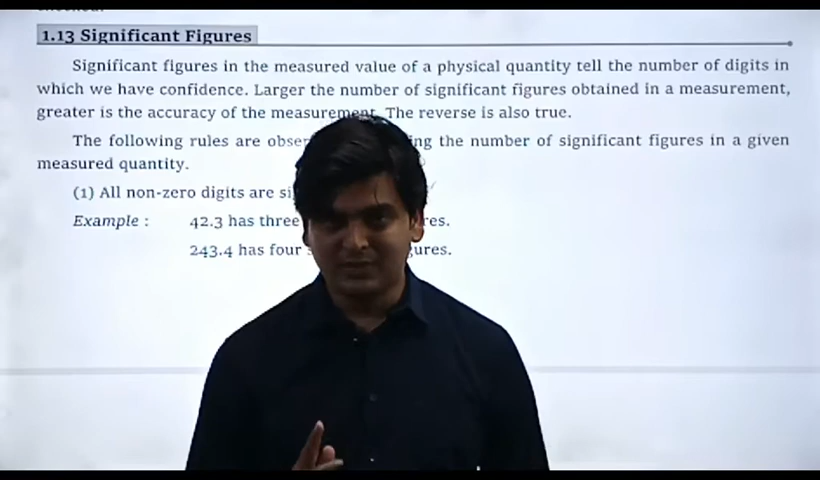 1.13 Significant Figures
Significant figures in the measured value of a physical quantity tell the number of digits in
which we have confidence. Larger the number of significant figures obtained in a measurement,
greater is the accuracy of the measurement. The reverse is also true.
The following rules are obser ng the number of significant figures in a given
measured quantity.
(1) All non-zero digits are si
Example : 42.3 has three res.
243.4 has four ures.